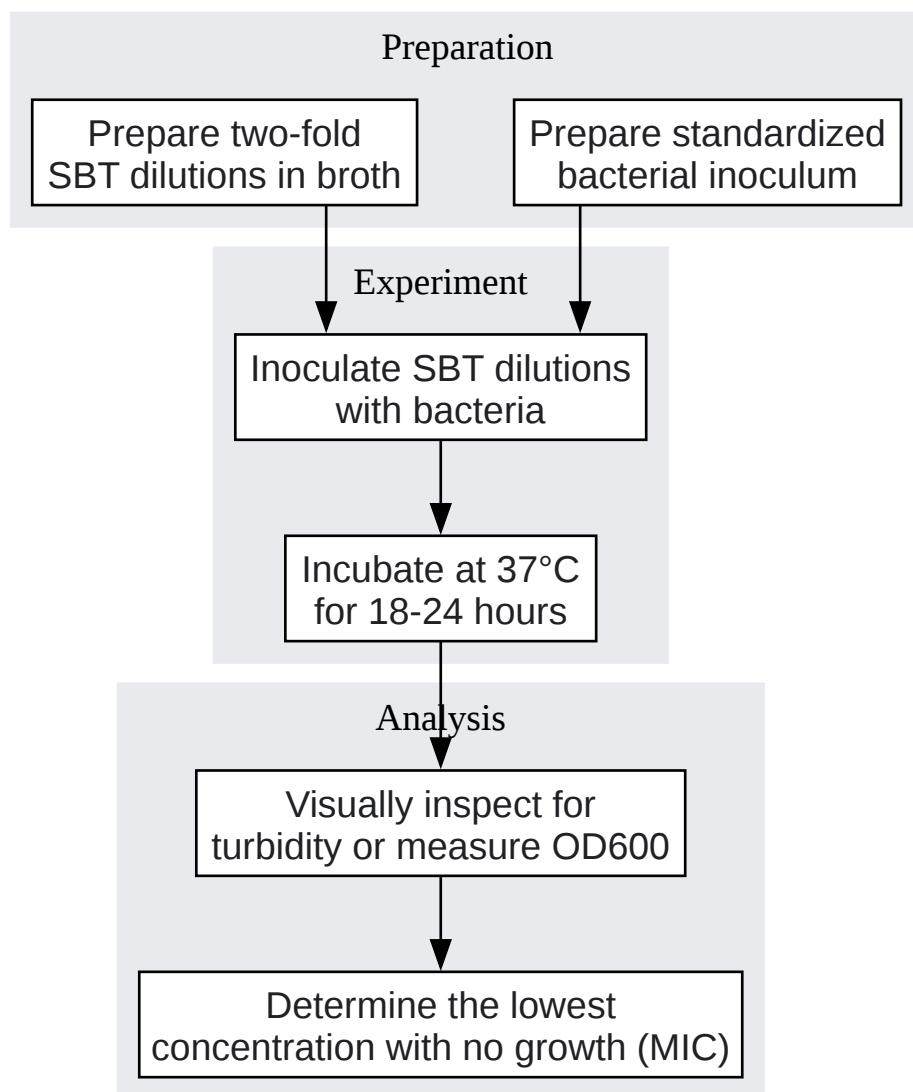 Preparation
Prepare two-fold
SBT dilutions in broth
Prepare standardized
bacterial inoculum
Experiment
Inoculate SBT dilutions
with bacteria
Incubate at 37°C
for 18-24 hours
Analysis
Visually inspect for
turbidity or measure OD600
Determine the lowest
concentration with no growth (MIC)